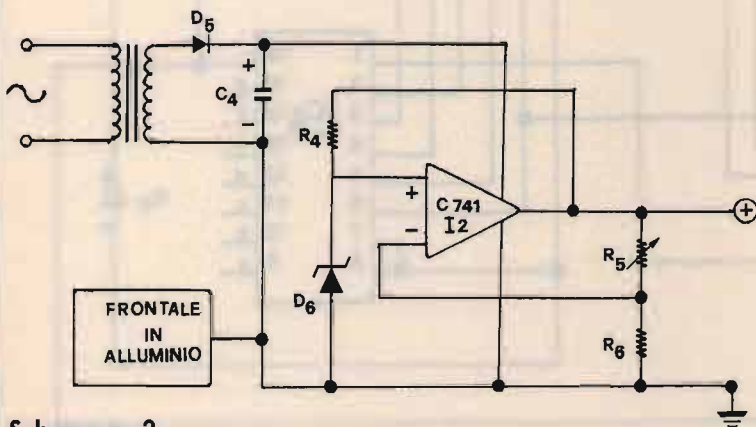 D5
+
C4
-
R4
+
C 741
I2
-
+
R5
D6
R6
FRONTALE
IN
ALLUMINIO